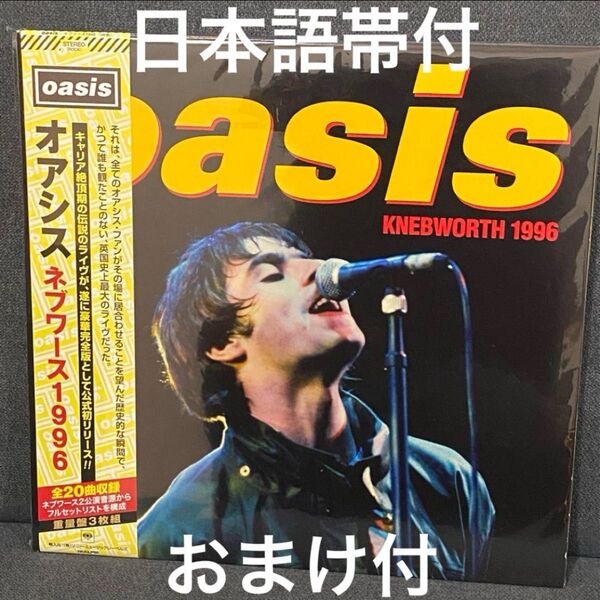 日本語帯付
STEREO
oasis
オアシス ネブワース1996
キャリア絶頂期の伝説のライヴが、遂に豪華完全版として公式初リリース!!
それは、全てのオアシス・ファンがその場に居合わせることを望んだ歴史的な瞬間で、
かつて誰も観たことのない、英国史上最大のライヴだった。
全20曲収録
ネブワース2公演音源から
フルセットリストを構成
重量盤3枚組
oasis
KNEBWORTH 1996
おまけ付